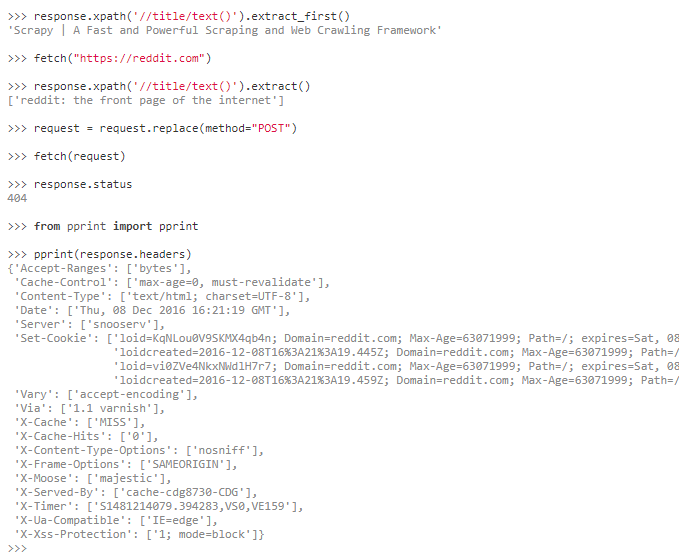 >>> response.xpath('//title/text()').extract_first()
'Scrapy | A Fast and Powerful Scraping and Web Crawling Framework'
>>> fetch("https://reddit.com")
>>> response.xpath('//title/text()').extract()
['reddit: the front page of the internet']
>>> request = request.replace(method="POST")
>>> fetch(request)
>>> response.status
404
>>> from pprint import pprint
>>> pprint(response.headers)
{'Accept-Ranges': ['bytes'],
 'Cache-Control': ['max-age=0, must-revalidate'],
 'Content-Type': ['text/html; charset=UTF-8'],
 'Date': ['Thu, 08 Dec 2016 16:21:19 GMT'],
 'Server': ['snooserv'],
 'Set-Cookie': ['loid=KqNLou0V9SKMX4qb4n; Domain=reddit.com; Max-Age=63071999; Path=/; expires=Sat, 08
                'loidcreated=2016-12-08T16%3A21%3A19.445Z; Domain=reddit.com; Max-Age=63071999; Path=/
                'loid=vi0ZVe4NkxNWdlH7r7; Domain=reddit.com; Max-Age=63071999; Path=/; expires=Sat, 08
                'loidcreated=2016-12-08T16%3A21%3A19.459Z; Domain=reddit.com; Max-Age=63071999; Path=/
 'Vary': ['accept-encoding'],
 'Via': ['1.1 varnish'],
 'X-Cache': ['MISS'],
 'X-Cache-Hits': ['0'],
 'X-Content-Type-Options': ['nosniff'],
 'X-Frame-Options': ['SAMEORIGIN'],
 'X-Moose': ['majestic'],
 'X-Served-By': ['cache-cdg8730-CDG'],
 'X-Timer': ['S1481214079.394283,VS0,VE159'],
 'X-Ua-Compatible': ['IE=edge'],
 'X-Xss-Protection': ['1; mode=block']}
>>>